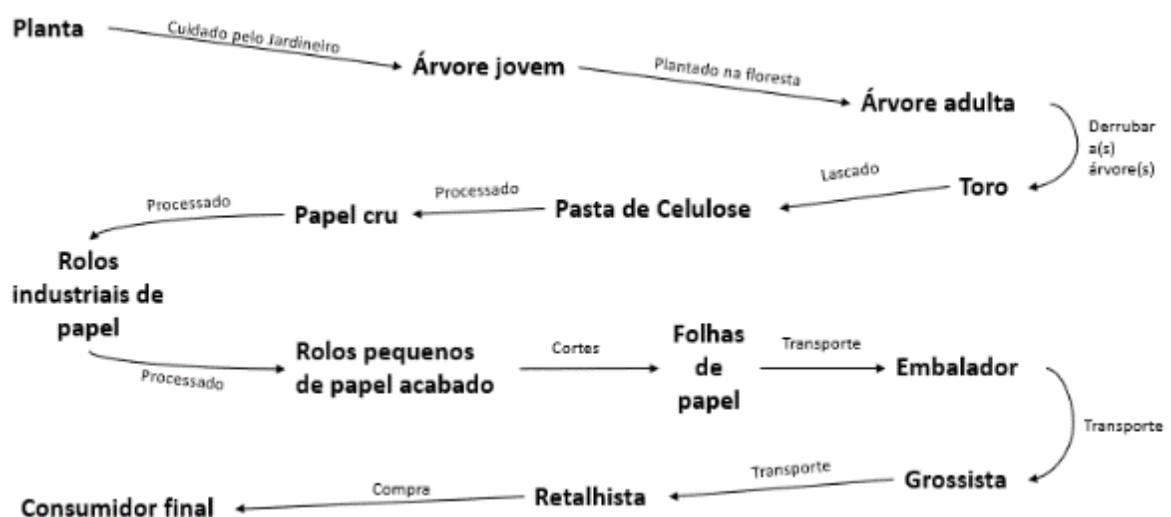 Planta
Cuidado pelo Jardineiro
Árvore jovem
Plantado na floresta
Árvore adulta
Derrubar
a(s)
árvore(s)
Toro
Lascado
Pasta de Celulose
Processado
Papel cru
Processado
Rolos
industriais de
papel
Processado
Rolos pequenos
de papel acabado
Cortes
Folhas
de
papel
Transporte
Embalador
Transporte
Grossista
Transporte
Retalhista
Compra
Consumidor final